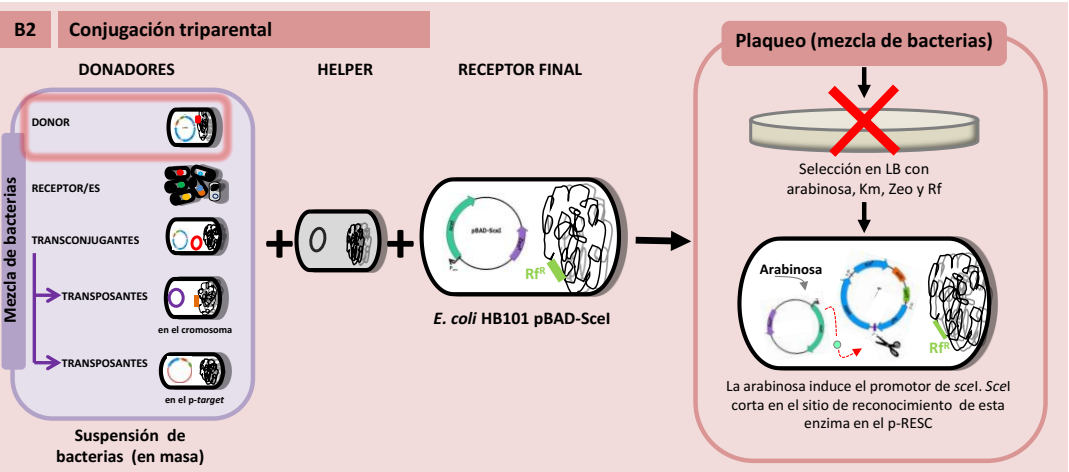 B2
Conjugación triparental
DONADORES
HELPER
RECEPTOR FINAL
Mezcla de bacterias
DONOR
RECEPTOR/ES
TRANSCONJUGANTES
TRANSPOSANTES
en el cromosoma
TRANSPOSANTES
en el p-target
Suspensión de
bacterias (en masa)
pBAD-SceI
Rfᴿ
E. coli HB101 pBAD-SceI
Plaqueo (mezcla de bacterias)
Selección en LB con
arabinosa, Km, Zeo y Rf
Arabinosa
Rfᴿ
La arabinosa induce el promotor de sceI. SceI
corta en el sitio de reconocimiento de esta
enzima en el p-RESC